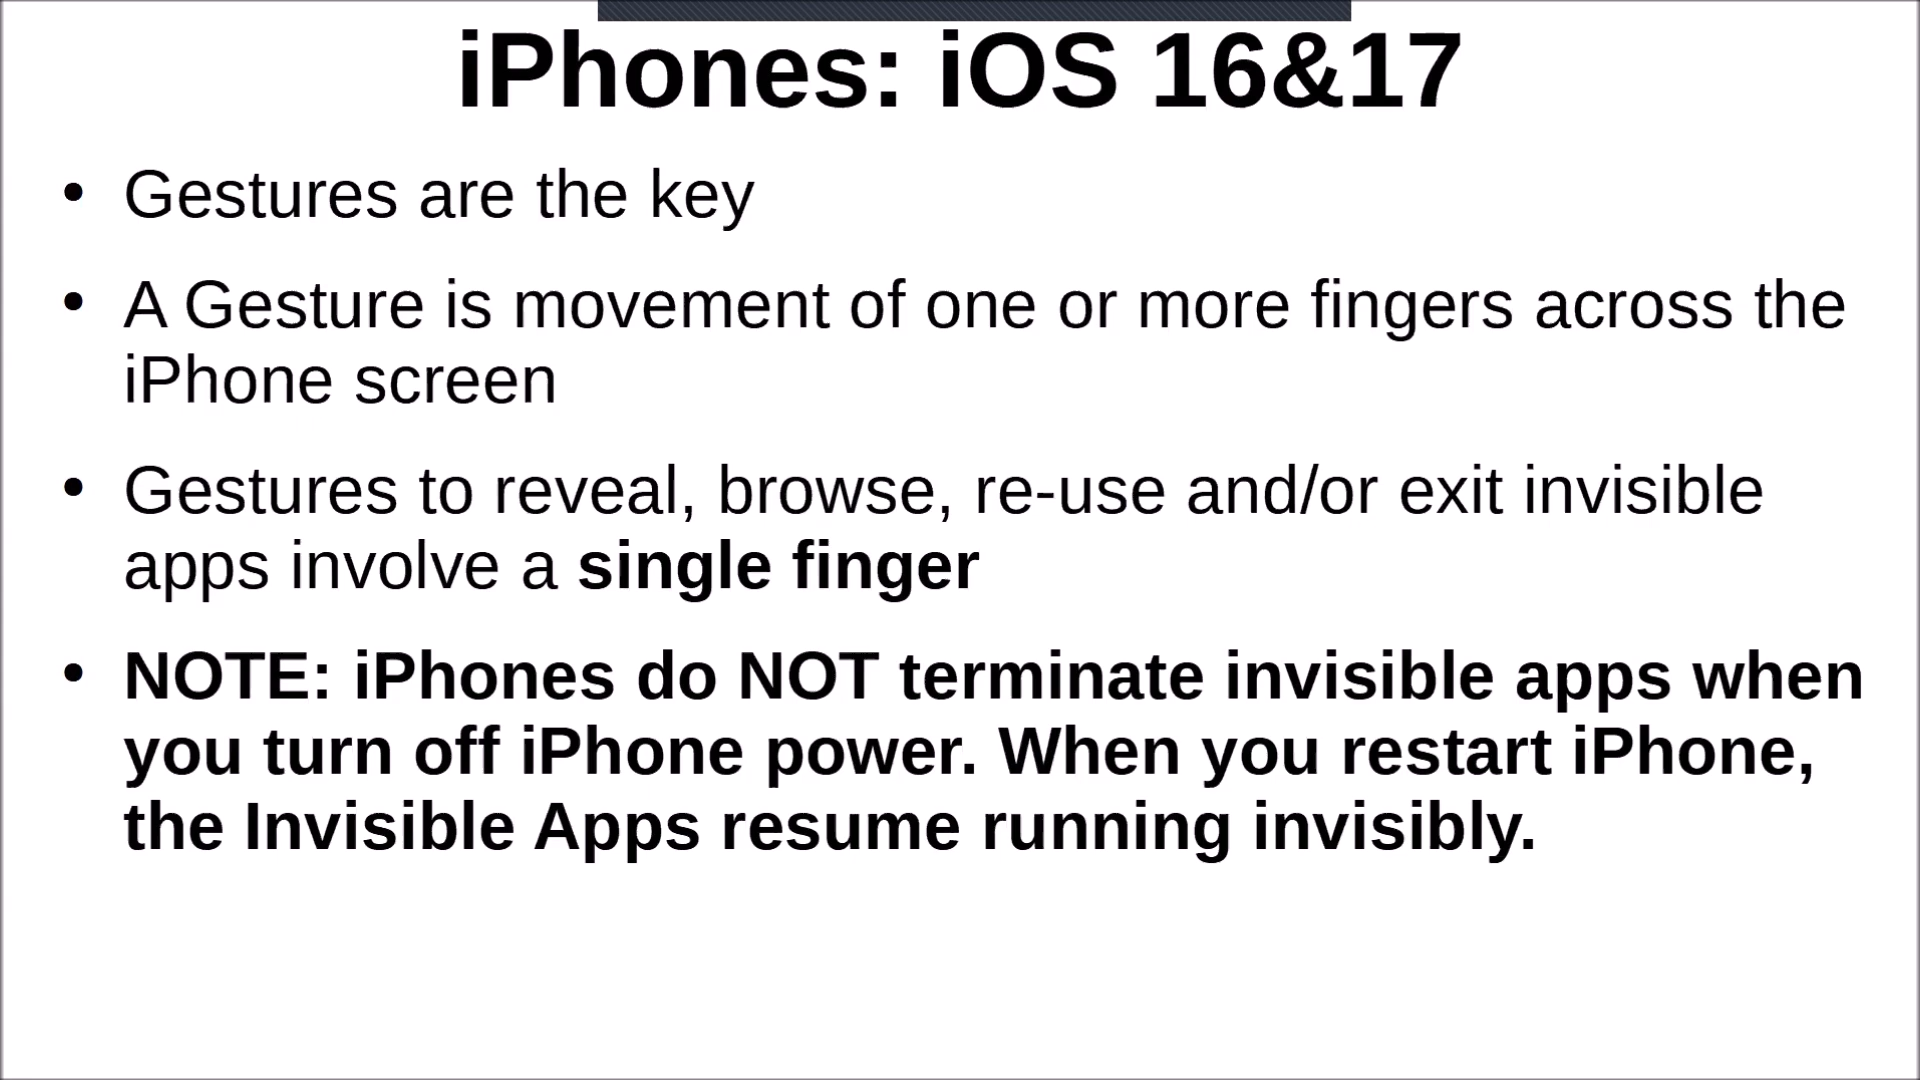 iPhones: iOS 16&17
• Gestures are the key
• A Gesture is movement of one or more fingers across the
iPhone screen
• Gestures to reveal, browse, re-use and/or exit invisible
apps involve a single finger
• NOTE: iPhones do NOT terminate invisible apps when
you turn off iPhone power. When you restart iPhone,
the Invisible Apps resume running invisibly.